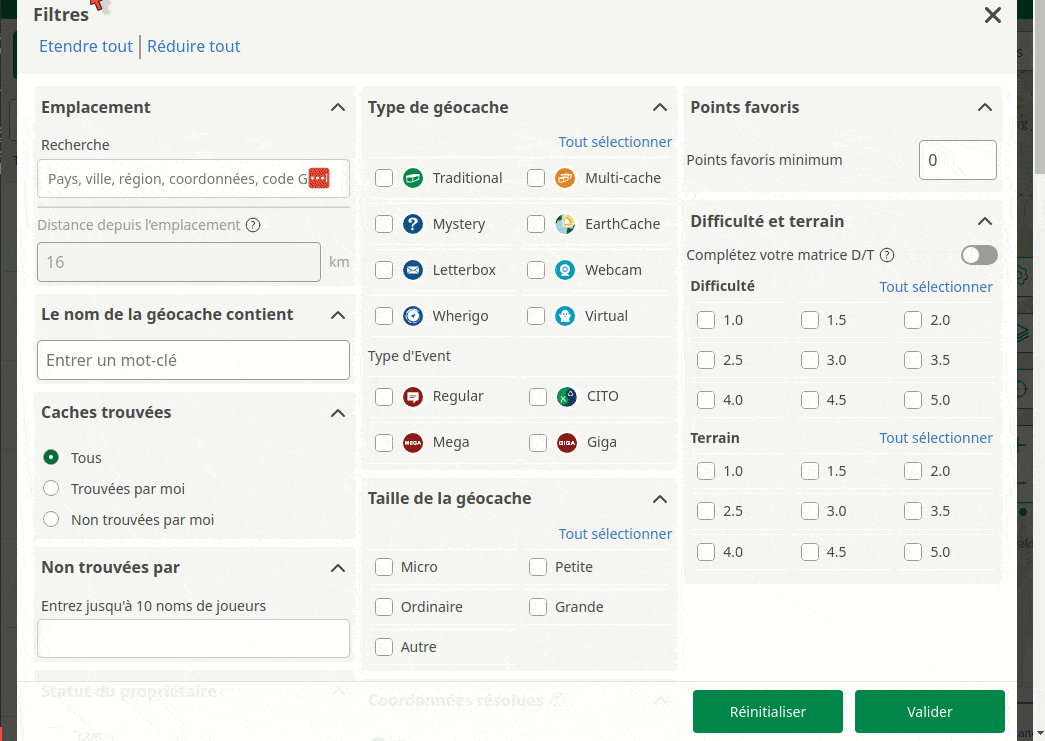 Filtres
Etendre tout
Réduire tout
Emplacement
Recherche
Pays, ville, région, coordonnées, code G
Distance depuis l'emplacement
16
km
Le nom de la géocache contient
Entrer un mot-clé
Caches trouvées
Tous
Trouvées par moi
Non trouvées par moi
Non trouvées par
Entrez jusqu'à 10 noms de joueurs
Statut du propriétaire
Type de géocache
Tout sélectionner
Traditional
Multi-cache
Mystery
EarthCache
Letterbox
Webcam
Wherigo
Virtual
Type d'Event
Regular
CITO
MEGA
Mega
GIGA
Giga
Taille de la géocache
Tout sélectionner
Micro
Petite
Ordinaire
Grande
Autre
Coordonnées résolues
Points favoris
Points favoris minimum
0
Difficulté et terrain
Complétez votre matrice D/T
Difficulté
Tout sélectionner
1.0
1.5
2.0
2.5
3.0
3.5
4.0
4.5
5.0
Terrain
Tout sélectionner
1.0
1.5
2.0
2.5
3.0
3.5
4.0
4.5
5.0
Réinitialiser
Valider